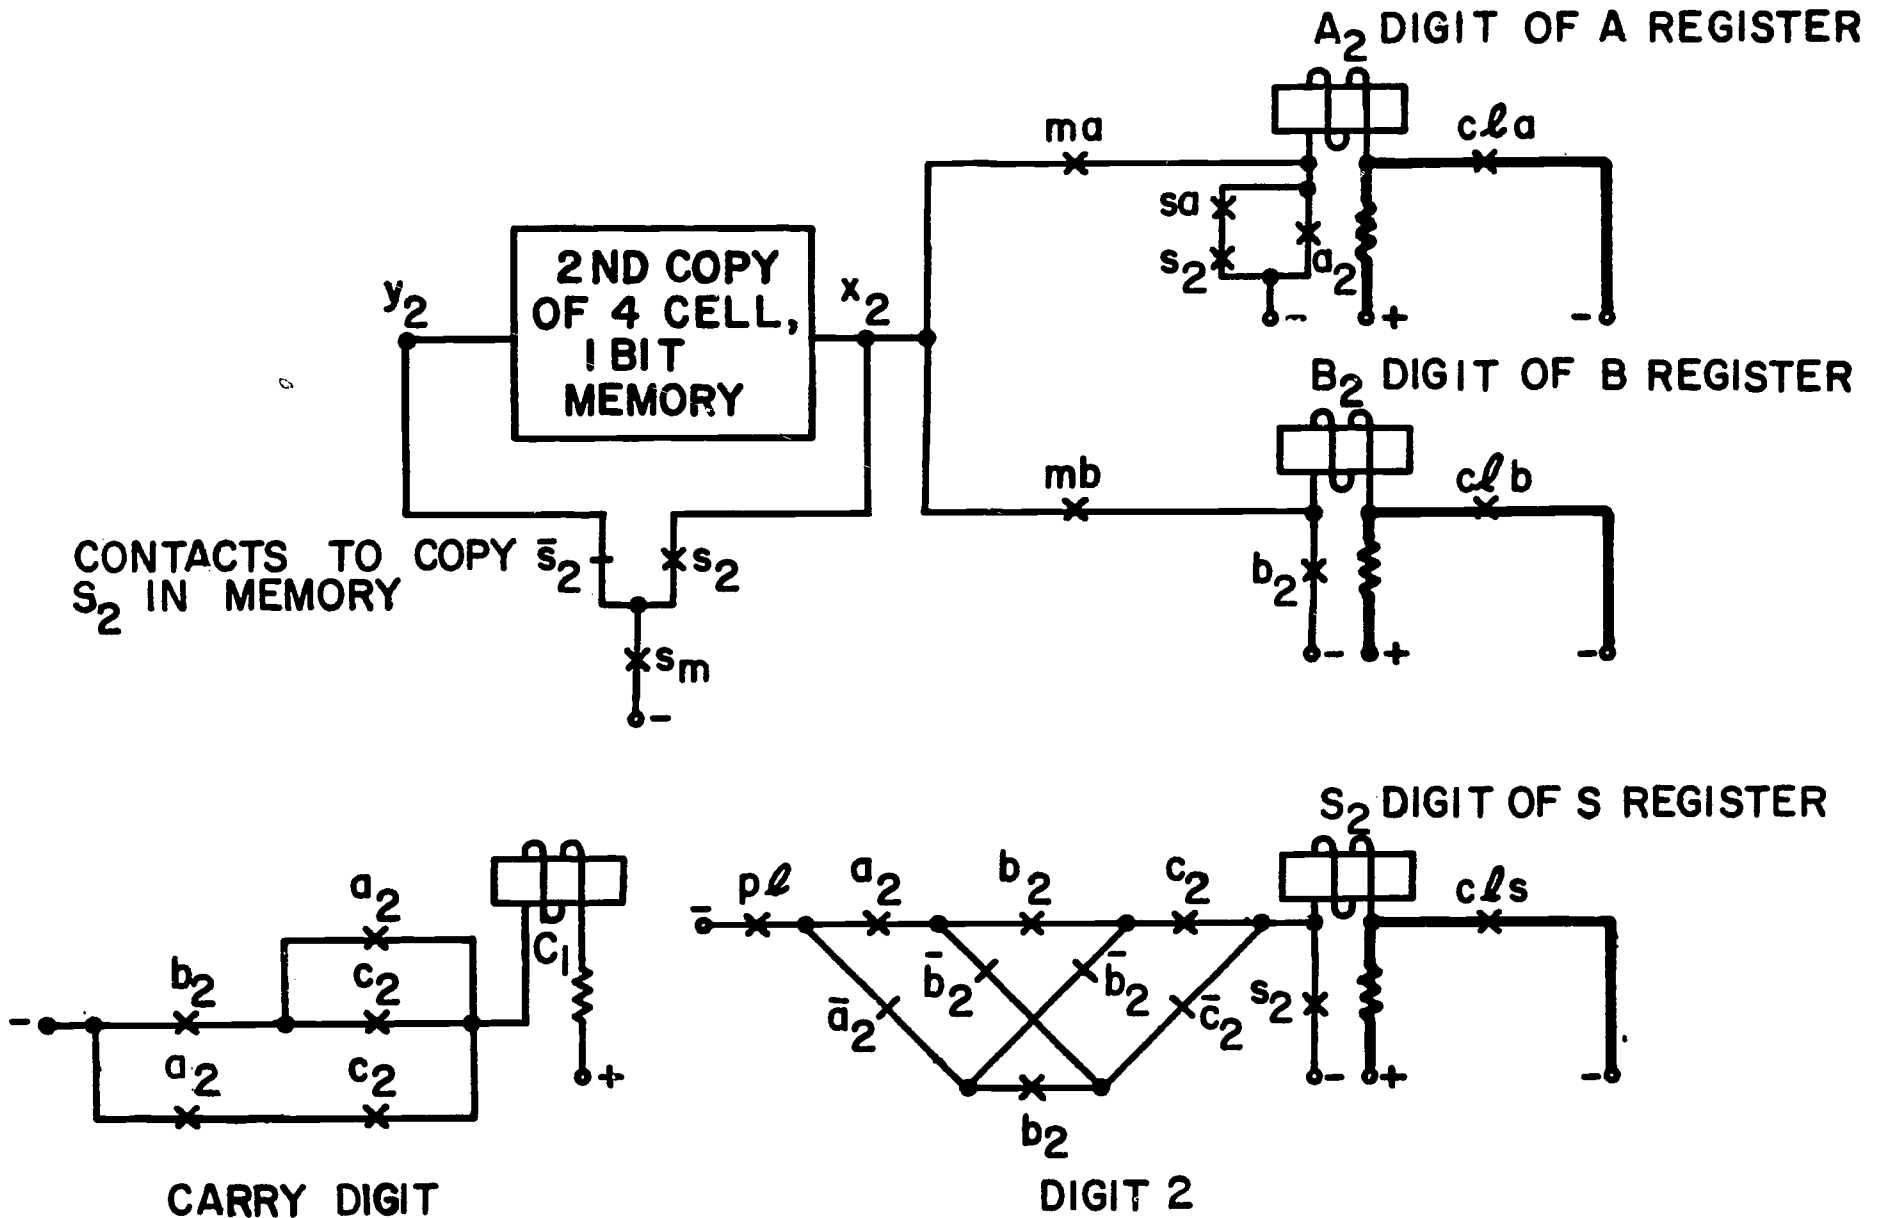 A2 DIGIT OF A REGISTER
ma
cla
sa
s2
a2
- + -
y2
2ND COPY
OF 4 CELL,
1 BIT
MEMORY
x2
B2 DIGIT OF B REGISTER
mb
clb
b2
- + -
CONTACTS TO COPY s̄2
S2 IN MEMORY
s2
sm
-
S2 DIGIT OF S REGISTER
a2
b2
c2
a2
c2
C1
- +
CARRY DIGIT
-
pl
a2
b2
c2
cls
ā2
b̄2
b̄2
c̄2
s2
b2
- + -
DIGIT 2